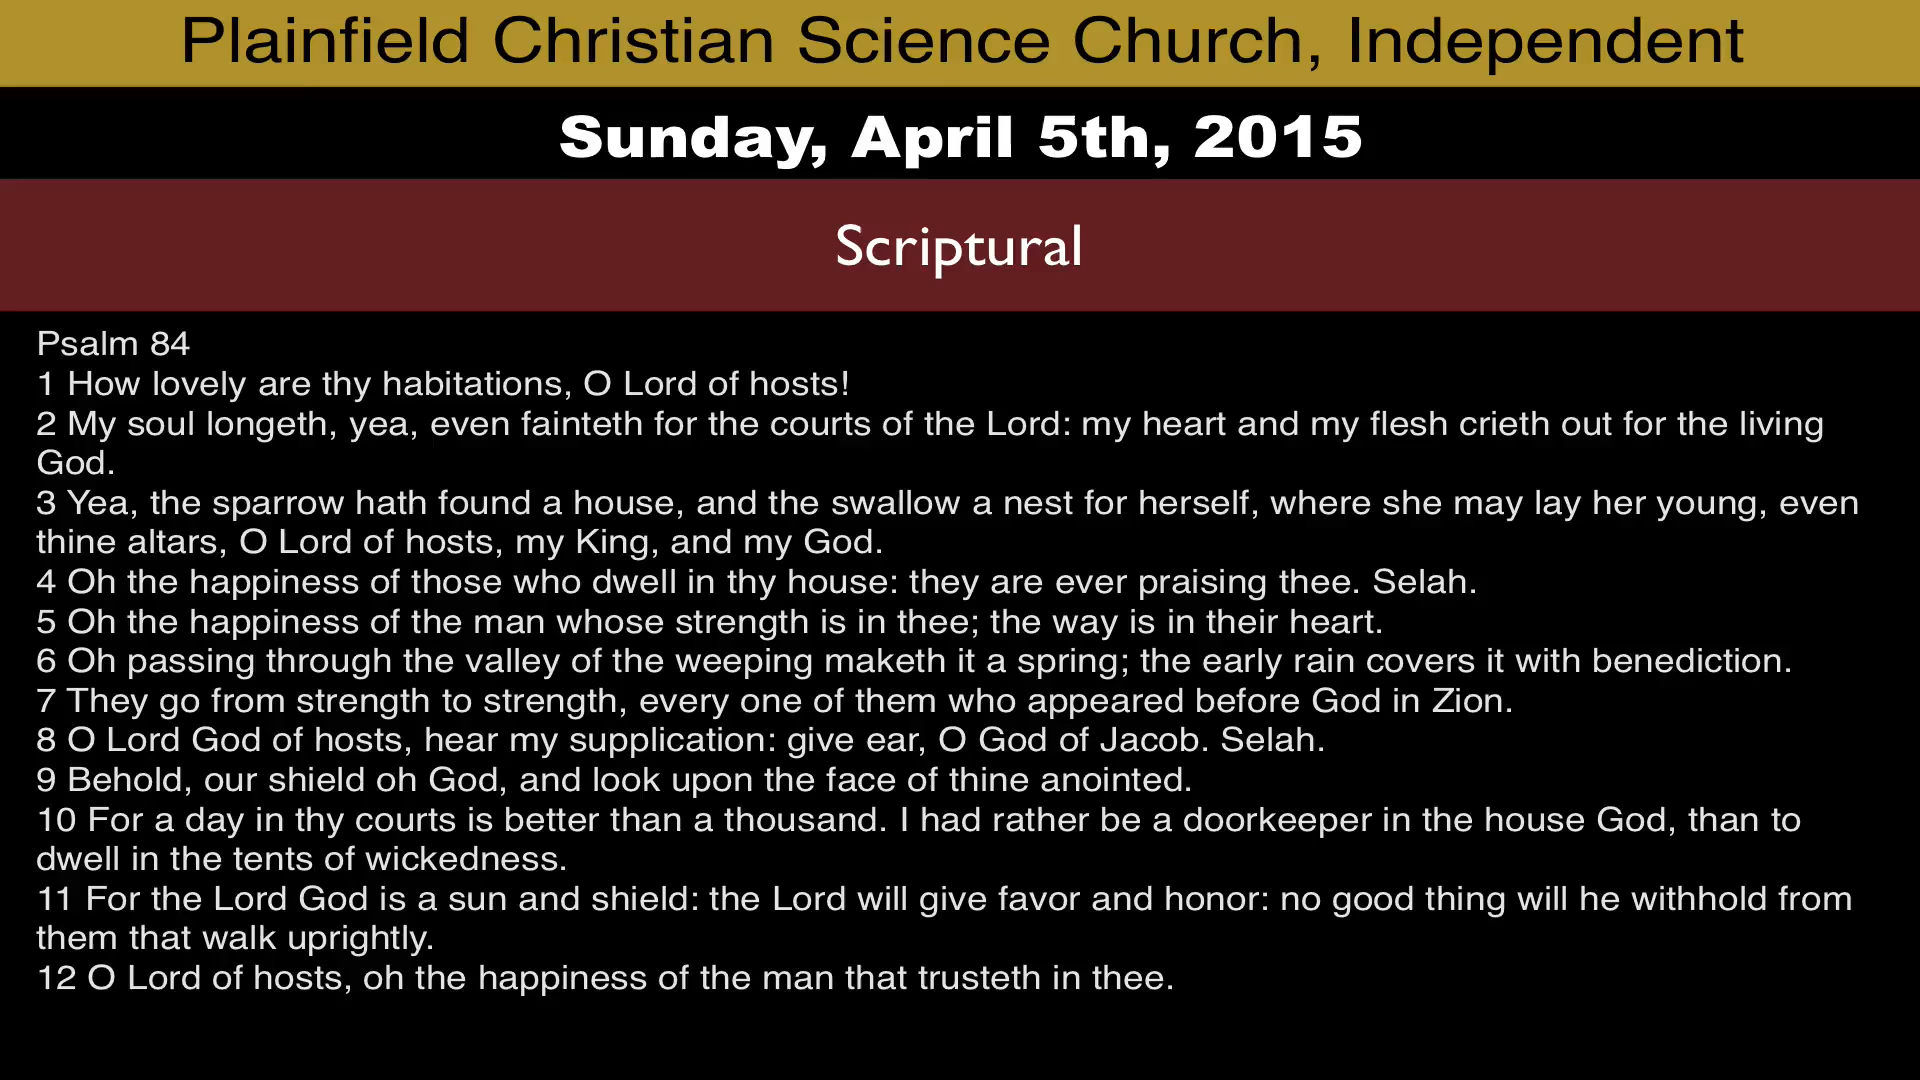 Plainfield Christian Science Church, Independent
Sunday, April 5th, 2015
Scriptural
Psalm 84
1 How lovely are thy habitations, O Lord of hosts!
2 My soul longeth, yea, even fainteth for the courts of the Lord: my heart and my flesh crieth out for the living
God.
3 Yea, the sparrow hath found a house, and the swallow a nest for herself, where she may lay her young, even
thine altars, O Lord of hosts, my King, and my God.
4 Oh the happiness of those who dwell in thy house: they are ever praising thee. Selah.
5 Oh the happiness of the man whose strength is in thee; the way is in their heart.
6 Oh passing through the valley of the weeping maketh it a spring; the early rain covers it with benediction.
7 They go from strength to strength, every one of them who appeared before God in Zion.
8 O Lord God of hosts, hear my supplication: give ear, O God of Jacob. Selah.
9 Behold, our shield oh God, and look upon the face of thine anointed.
10 For a day in thy courts is better than a thousand. I had rather be a doorkeeper in the house God, than to
dwell in the tents of wickedness.
11 For the Lord God is a sun and shield: the Lord will give favor and honor: no good thing will he withhold from
them that walk uprightly.
12 O Lord of hosts, oh the happiness of the man that trusteth in thee.